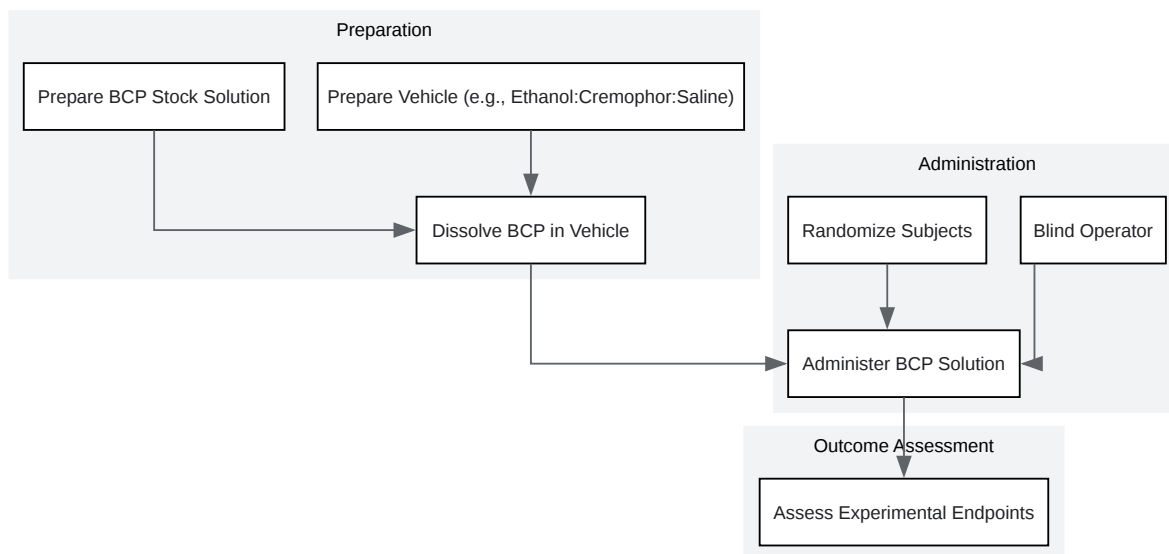 Preparation
Prepare BCP Stock Solution
Prepare Vehicle (e.g., Ethanol:Cremophor:Saline)
Dissolve BCP in Vehicle
Administration
Randomize Subjects
Blind Operator
Administer BCP Solution
Outcome Assessment
Assess Experimental Endpoints